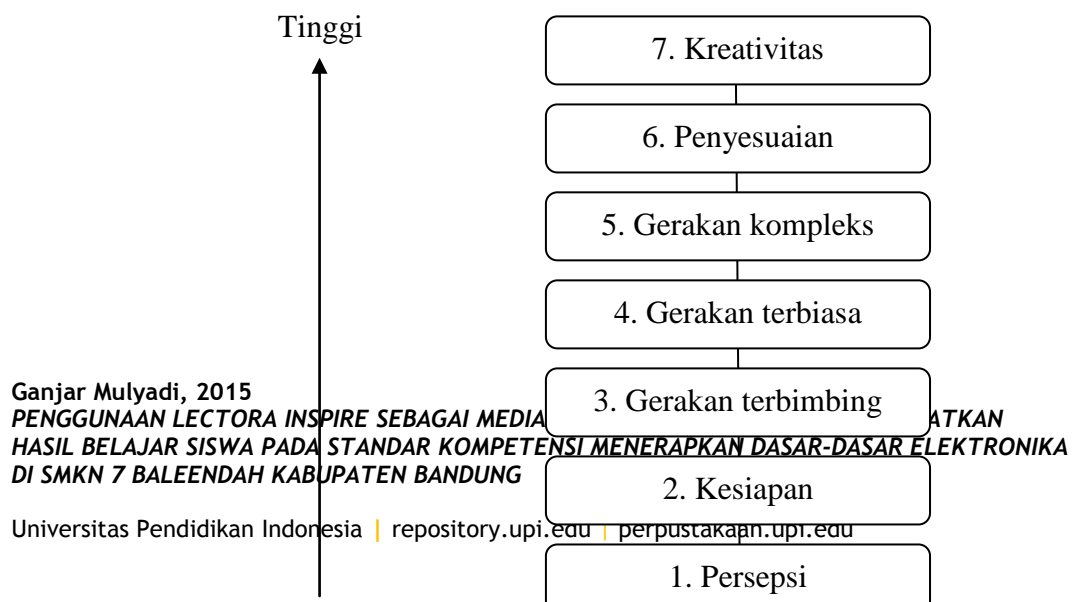 Tinggi
7. Kreativitas
6. Penyesuaian
5. Gerakan kompleks
4. Gerakan terbiasa
3. Gerakan terbimbing
2. Kesiapan
1. Persepsi
Ganjar Mulyadi, 2015
PENGGUNAAN LECTORA INSPIRE SEBAGAI MEDIA ATKAN
HASIL BELAJAR SISWA PADA STANDAR KOMPETENSI MENERAPKAN DASAR-DASAR ELEKTRONIKA
DI SMKN 7 BALEENDAH KABUPATEN BANDUNG
Universitas Pendidikan Indonesia | repository.upi.edu | perpustakaan.upi.edu